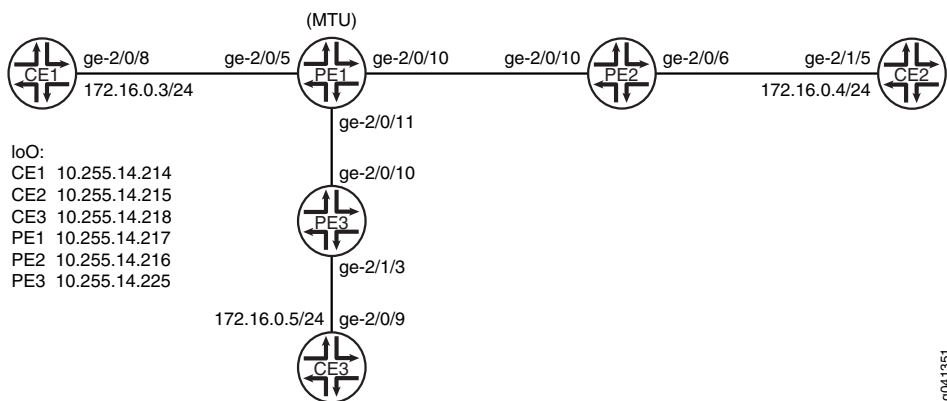 (MTU)
ge-2/0/8 ge-2/0/5 ge-2/0/10 ge-2/0/10 ge-2/0/6 ge-2/1/5
CE1 PE1 PE2 CE2
172.16.0.3/24 172.16.0.4/24
ge-2/0/11
loO:
CE1 10.255.14.214
CE2 10.255.14.215
CE3 10.255.14.218
PE1 10.255.14.217
PE2 10.255.14.216
PE3 10.255.14.225
ge-2/0/10
PE3
ge-2/1/3
172.16.0.5/24 ge-2/0/9
CE3
g041351